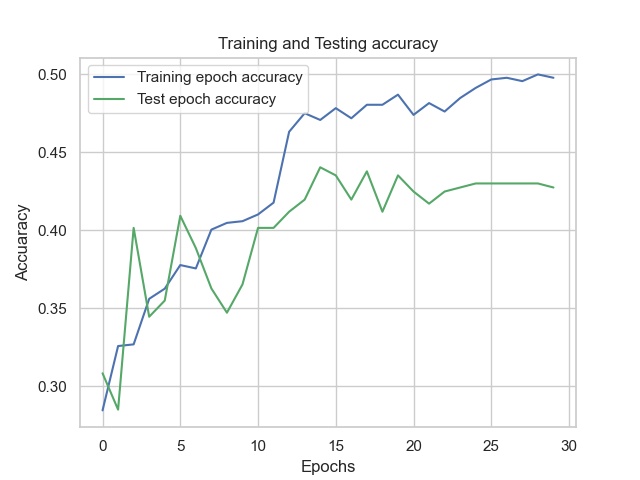 Training and Testing accuracy
Training epoch accuracy
Test epoch accuracy
0.50
0.45
0.40
0.35
0.30
Accuaracy
0 5 10 15 20 25 30
Epochs